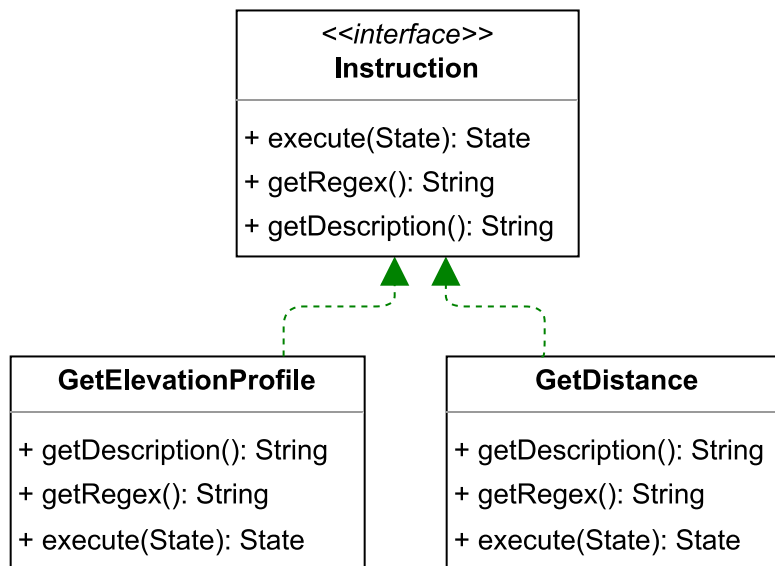 <<interface>>
Instruction
+ execute(State): State
+ getRegex(): String
+ getDescription(): String
GetElevationProfile
+ getDescription(): String
+ getRegex(): String
+ execute(State): State
GetDistance
+ getDescription(): String
+ getRegex(): String
+ execute(State): State